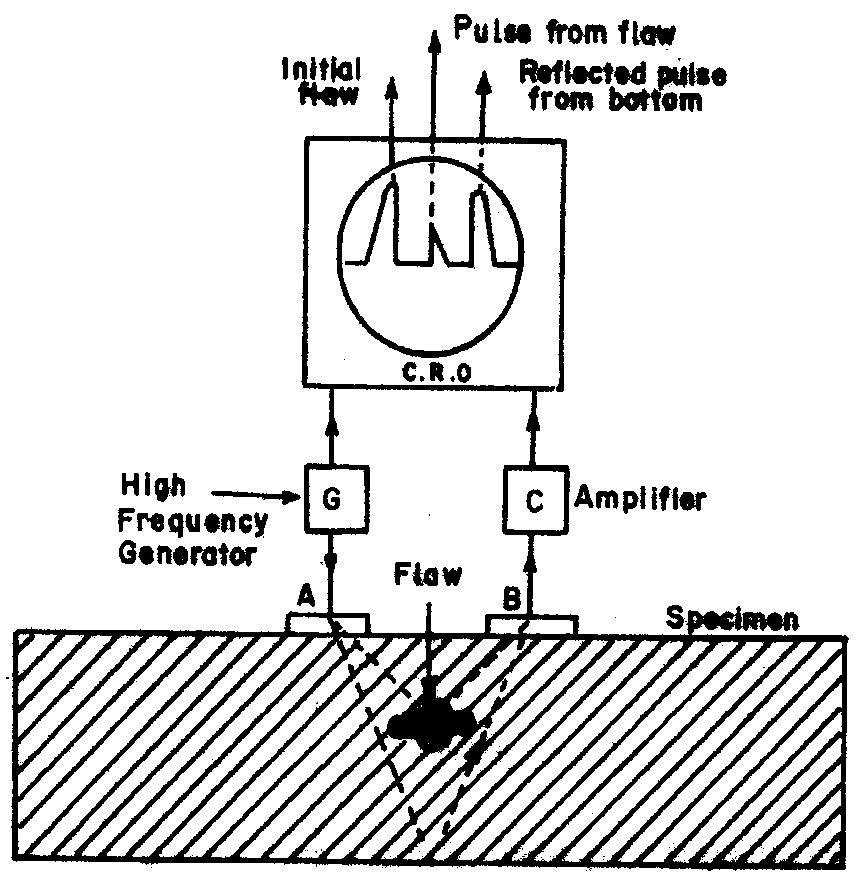 Pulse from flaw
Initial
flaw
Reflected pulse
from bottom
C.R.O
High
Frequency
Generator
G
C
Amplifier
Flaw
A
B
Specimen